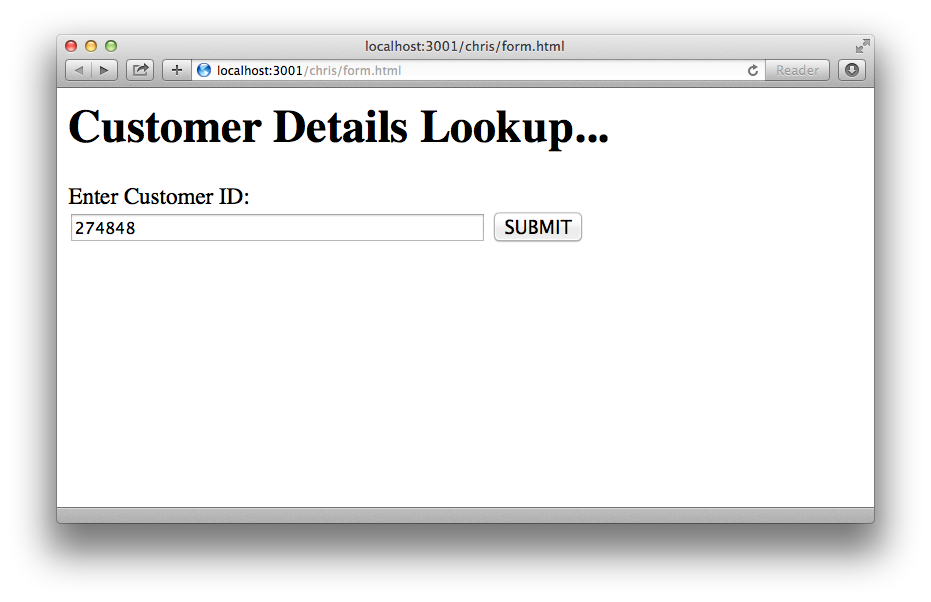 localhost:3001/chris/form.html
localhost:3001/chris/form.html
Reader
Customer Details Lookup...
Enter Customer ID:
274848
SUBMIT